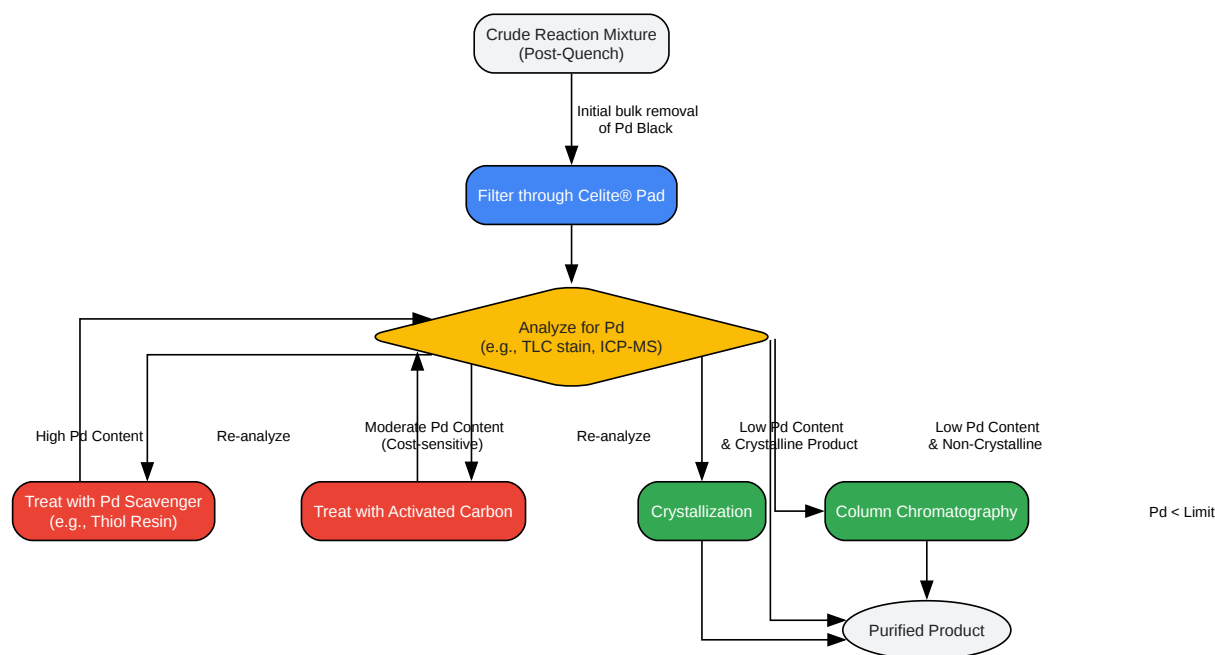 Crude Reaction Mixture
(Post-Quench)
Initial bulk removal
of Pd Black
Filter through Celite® Pad
Analyze for Pd
(e.g., TLC stain, ICP-MS)
High Pd Content
Re-analyze
Moderate Pd Content
(Cost-sensitive)
Re-analyze
Low Pd Content
& Crystalline Product
Low Pd Content
& Non-Crystalline
Treat with Pd Scavenger
(e.g., Thiol Resin)
Treat with Activated Carbon
Crystallization
Column Chromatography
Pd < Limit
Purified Product